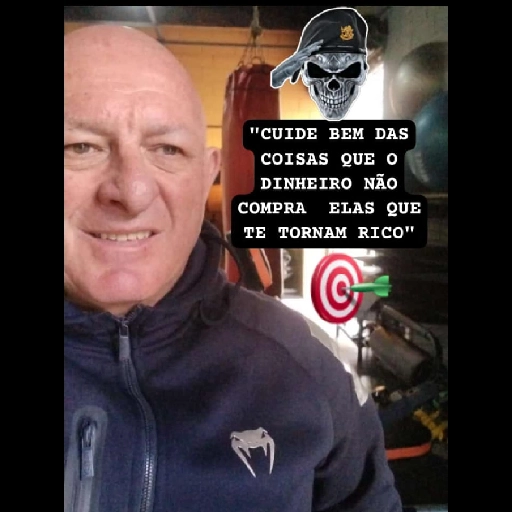 "CUIDE BEM DAS
COISAS QUE O
DINHEIRO NÃO
COMPRA ELAS QUE
TE TORNAM RICO"